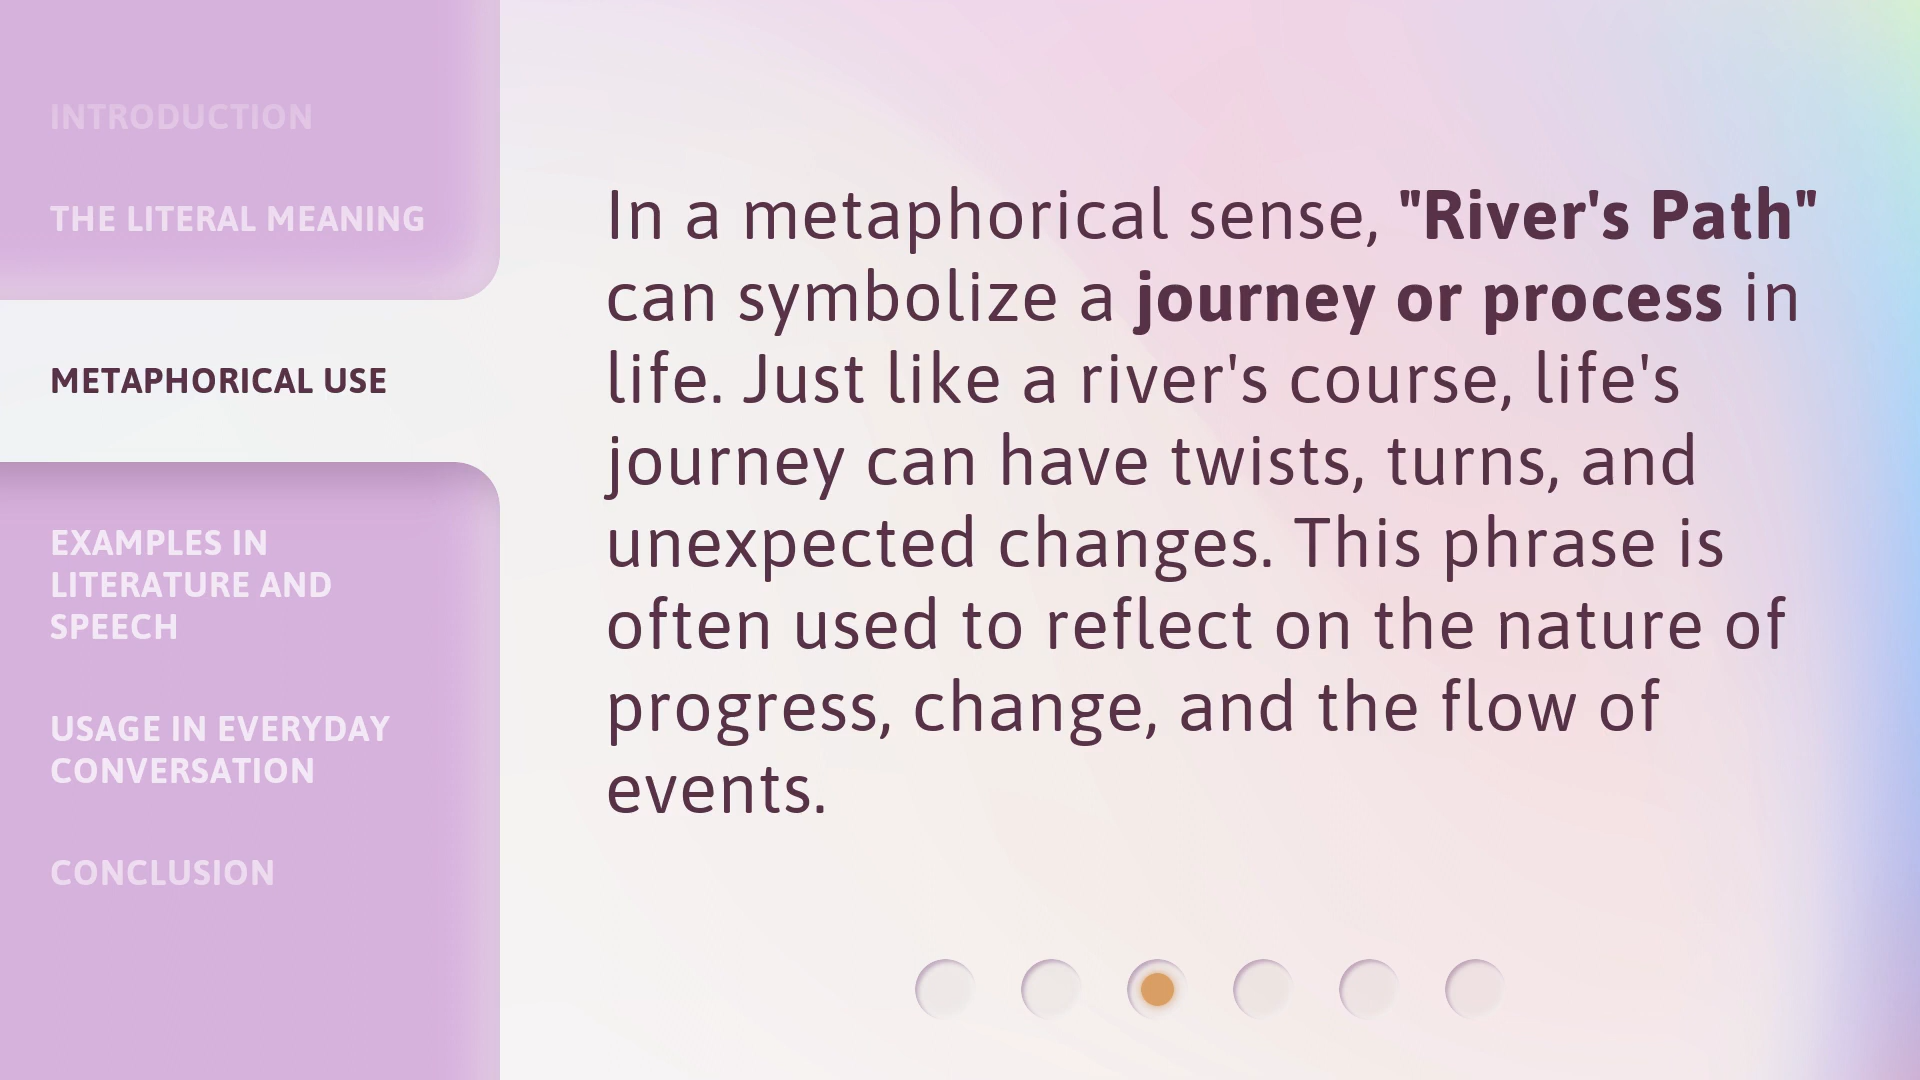 INTRODUCTION
THE LITERAL MEANING
METAPHORICAL USE
EXAMPLES IN
LITERATURE AND
SPEECH
USAGE IN EVERYDAY
CONVERSATION
CONCLUSION
In a metaphorical sense, "River's Path"
can symbolize a journey or process in
life. Just like a river's course, life's
journey can have twists, turns, and
unexpected changes. This phrase is
often used to reflect on the nature of
progress, change, and the flow of
events.